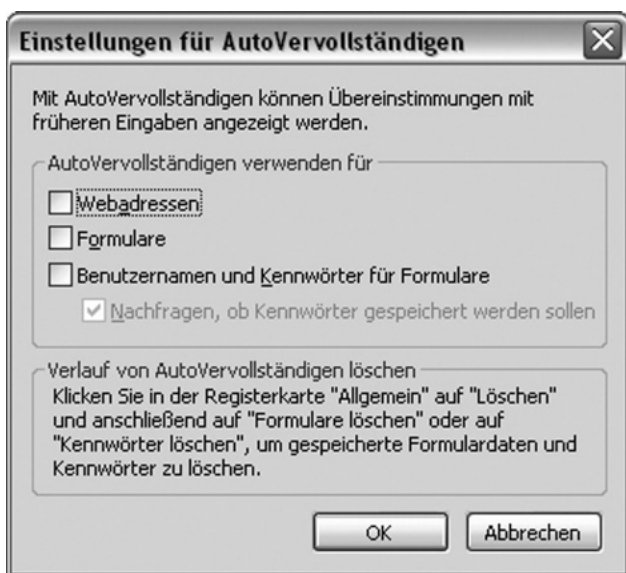 Einstellungen für AutoVervollständigen
Mit AutoVervollständigen können Übereinstimmungen mit
früheren Eingaben angezeigt werden.
AutoVervollständigen verwenden für
Webadressen
Formulare
Benutzernamen und Kennwörter für Formulare
Nachfragen, ob Kennwörter gespeichert werden sollen
Verlauf von AutoVervollständigen löschen
Klicken Sie in der Registerkarte "Allgemein" auf "Löschen"
und anschließend auf "Formulare löschen" oder auf
"Kennwörter löschen", um gespeicherte Formulardaten und
Kennwörter zu löschen.
OK
Abbrechen